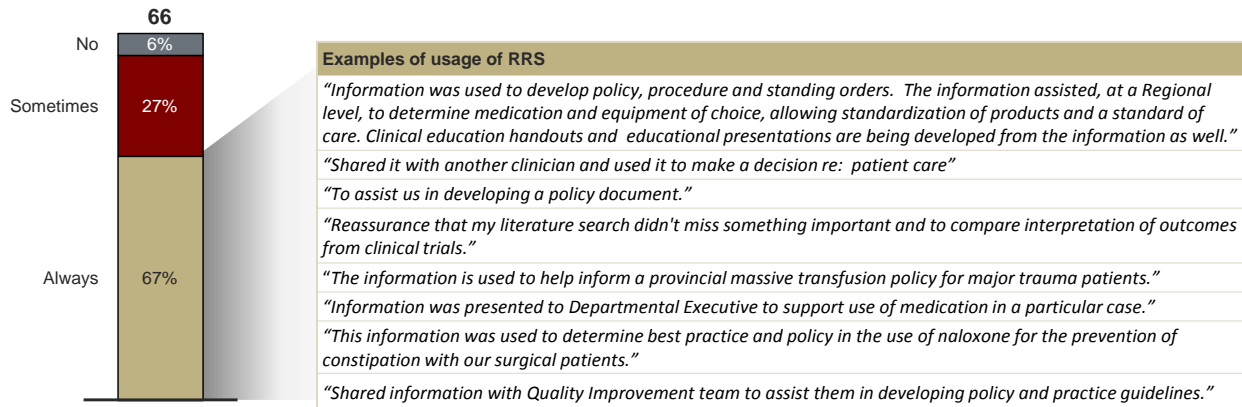 66
No
6%
Sometimes
27%
Always
67%
Examples of usage of RRS
“Information was used to develop policy, procedure and standing orders.  The information assisted, at a Regional
level, to determine medication and equipment of choice, allowing standardization of products and a standard of
care. Clinical education handouts and  educational presentations are being developed from the information as well.”
“Shared it with another clinician and used it to make a decision re:  patient care”
“To assist us in developing a policy document.”
“Reassurance that my literature search didn't miss something important and to compare interpretation of outcomes
from clinical trials.”
“The information is used to help inform a provincial massive transfusion policy for major trauma patients.”
“Information was presented to Departmental Executive to support use of medication in a particular case.”
“This information was used to determine best practice and policy in the use of naloxone for the prevention of
constipation with our surgical patients.”
“Shared information with Quality Improvement team to assist them in developing policy and practice guidelines.”